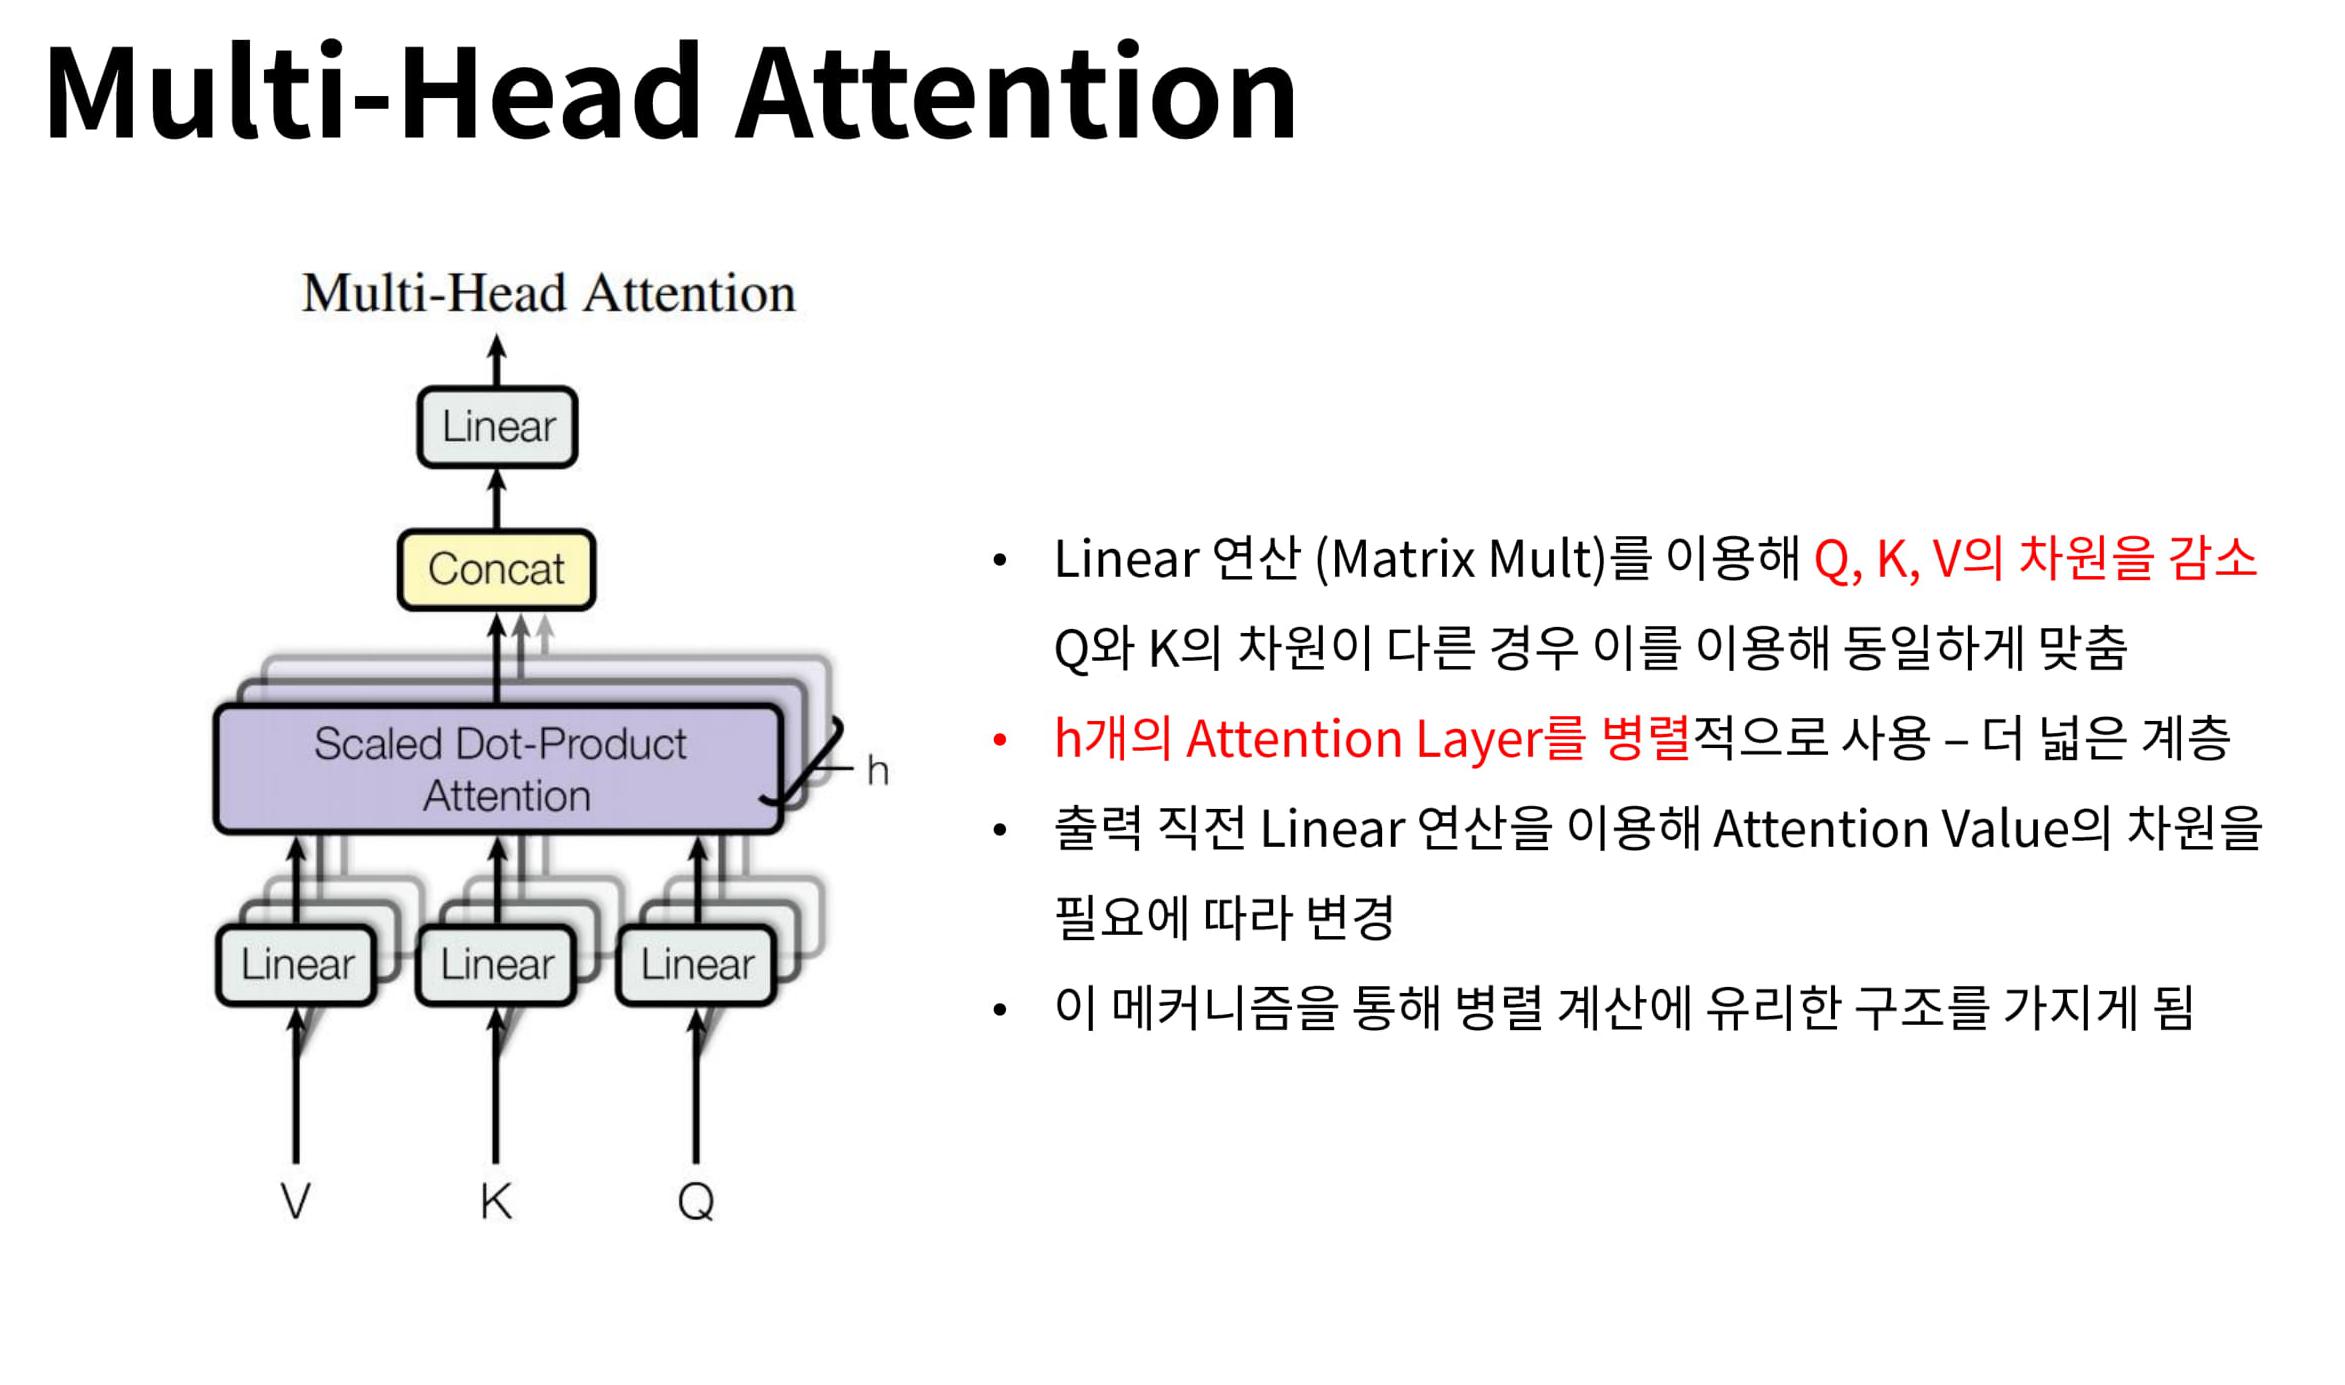 Multi-Head Attention
Multi-Head Attention
Linear
Concat
Scaled Dot-Product
Attention
h
Linear Linear Linear
V K Q
• Linear 연산 (Matrix Mult)를 이용해 Q, K, V의 차원을 감소
Q와 K의 차원이 다른 경우 이를 이용해 동일하게 맞춤
• h개의 Attention Layer를 병렬적으로 사용 – 더 넓은 계층
• 출력 직전 Linear 연산을 이용해 Attention Value의 차원을
필요에 따라 변경
• 이 메커니즘을 통해 병렬 계산에 유리한 구조를 가지게 됨